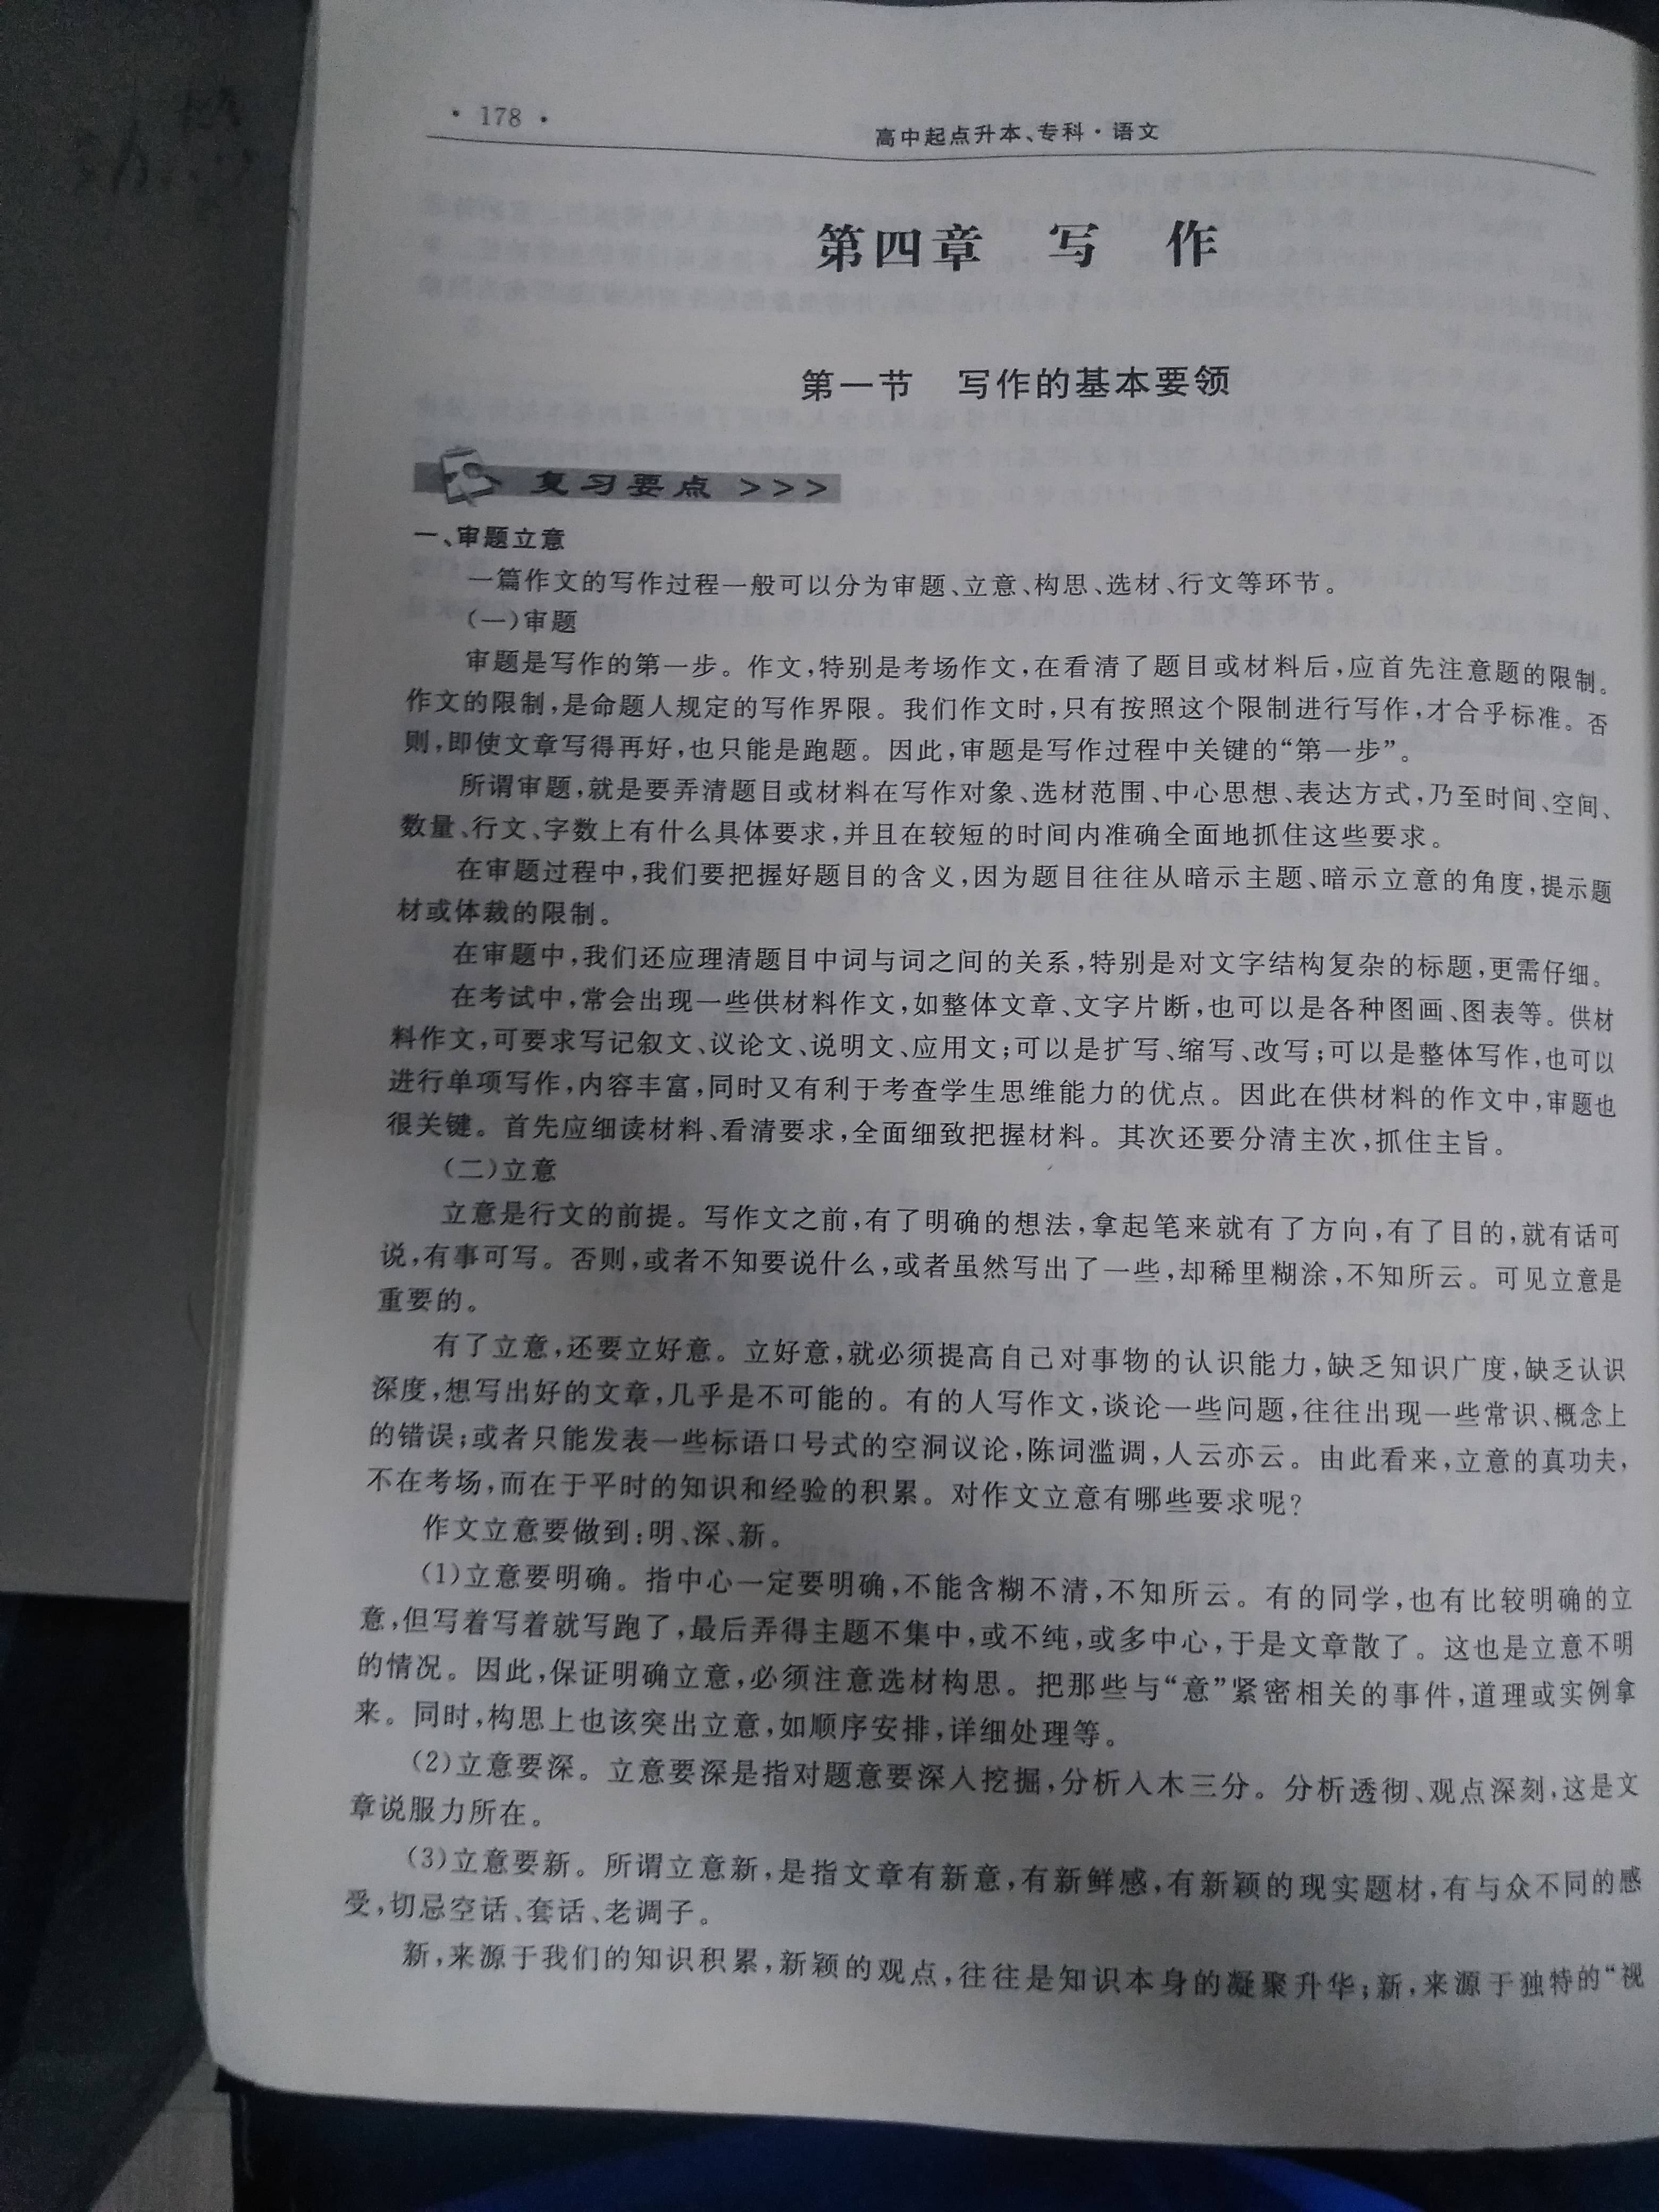 · 178 ·
高中起点升本、专科·语文
第四章 写 作
第一节 写作的基本要领
复习要点 >>>
一、审题立意
一篇作文的写作过程一般可以分为审题、立意、构思、选材、行文等环节。
(一)审题
审题是写作的第一步。作文,特别是考场作文,在看清了题目或材料后,应首先注意题的限制。
作文的限制,是命题人规定的写作界限。我们作文时,只有按照这个限制进行写作,才合乎标准。否
则,即使文章写得再好,也只能是跑题。因此,审题是写作过程中关键的“第一步”。
所谓审题,就是要弄清题目或材料在写作对象、选材范围、中心思想、表达方式,乃至时间、空间、
数量、行文、字数上有什么具体要求,并且在较短的时间内准确全面地抓住这些要求。
在审题过程中,我们要把握好题目的含义,因为题目往往从暗示主题、暗示立意的角度,提示题
材或体裁的限制。
在审题中,我们还应理清题目中词与词之间的关系,特别是对文字结构复杂的标题,更需仔细。
在考试中,常会出现一些供材料作文,如整体文章、文字片断,也可以是各种图画、图表等。供材
料作文,可要求写记叙文、议论文、说明文、应用文;可以是扩写、缩写、改写;可以是整体写作,也可以
进行单项写作,内容丰富,同时又有利于考查学生思维能力的优点。因此在供材料的作文中,审题也
很关键。首先应细读材料、看清要求,全面细致把握材料。其次还要分清主次,抓住主旨。
(二)立意
立意是行文的前提。写作文之前,有了明确的想法,拿起笔来就有了方向,有了目的,就有话可
说,有事可写。否则,或者不知要说什么,或者虽然写出了一些,却稀里糊涂,不知所云。可见立意是
重要的。
有了立意,还要立好意。立好意,就必须提高自己对事物的认识能力,缺乏知识广度,缺乏认识
深度,想写出好的文章,几乎是不可能的。有的人写作文,谈论一些问题,往往出现一些常识、概念上
的错误;或者只能发表一些标语口号式的空洞议论,陈词滥调,人云亦云。由此看来,立意的真功夫,
不在考场,而在于平时的知识和经验的积累。对作文立意有哪些要求呢?
作文立意要做到:明、深、新。
(1)立意要明确。指中心一定要明确,不能含糊不清,不知所云。有的同学,也有比较明确的立
意,但写着写着就写跑了,最后弄得主题不集中,或不纯,或多中心,于是文章散了。这也是立意不明
的情况。因此,保证明确立意,必须注意选材构思。把那些与“意”紧密相关的事件,道理或实例拿
来。同时,构思上也该突出立意,如顺序安排,详细处理等。
(2)立意要深。立意要深是指对题意要深入挖掘,分析入木三分。分析透彻、观点深刻,这是文
章说服力所在。
(3)立意要新。所谓立意新,是指文章有新意,有新鲜感,有新颖的现实题材,有与众不同的感
受,切忌空话、套话、老调子。
新,来源于我们的知识积累,新颖的观点,往往是知识本身的凝聚升华;新,来源于独特的“视